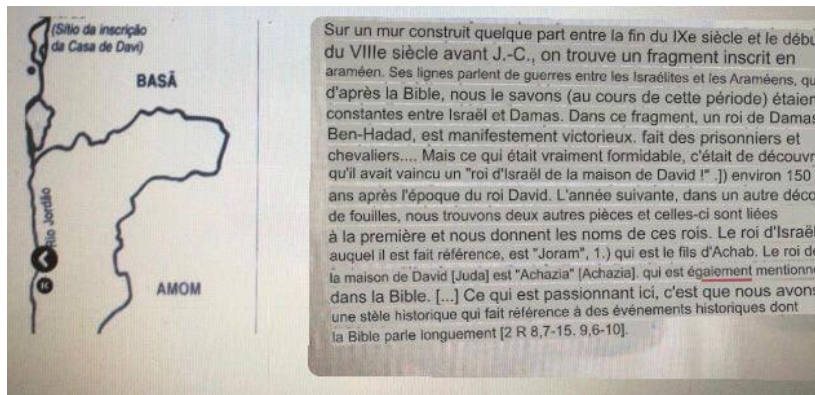 (Sítio da inscrição
da Casa de Davi)
BASÃ
Rio Jordão
AMOM
Sur un mur construit quelque part entre la fin du IXe siècle et le débu
du VIIIe siècle avant J.-C., on trouve un fragment inscrit en
araméen. Ses lignes parlent de guerres entre les Israélites et les Araméens, qu
d'après la Bible, nous le savons (au cours de cette période) étaien
constantes entre Israël et Damas. Dans ce fragment, un roi de Damas
Ben-Hadad, est manifestement victorieux. fait des prisonniers et
chevaliers.... Mais ce qui était vraiment formidable, c'était de découvr
qu'il avait vaincu un "roi d'Israël de la maison de David !" .]) environ 150
ans après l'époque du roi David. L'année suivante, dans un autre déco
de fouilles, nous trouvons deux autres pièces et celles-ci sont liées
à la première et nous donnent les noms de ces rois. Le roi d'Israël
auquel il est fait référence, est "Joram", 1.) qui est le fils d'Achab. Le roi de
la maison de David [Juda] est "Achazia" [Achazia]. qui est égaiement mentionn
dans la Bible. [...] Ce qui est passionnant ici, c'est que nous avons
une stèle historique qui fait référence à des événements historiques dont
la Bible parle longuement [2 R 8,7-15. 9,6-10].